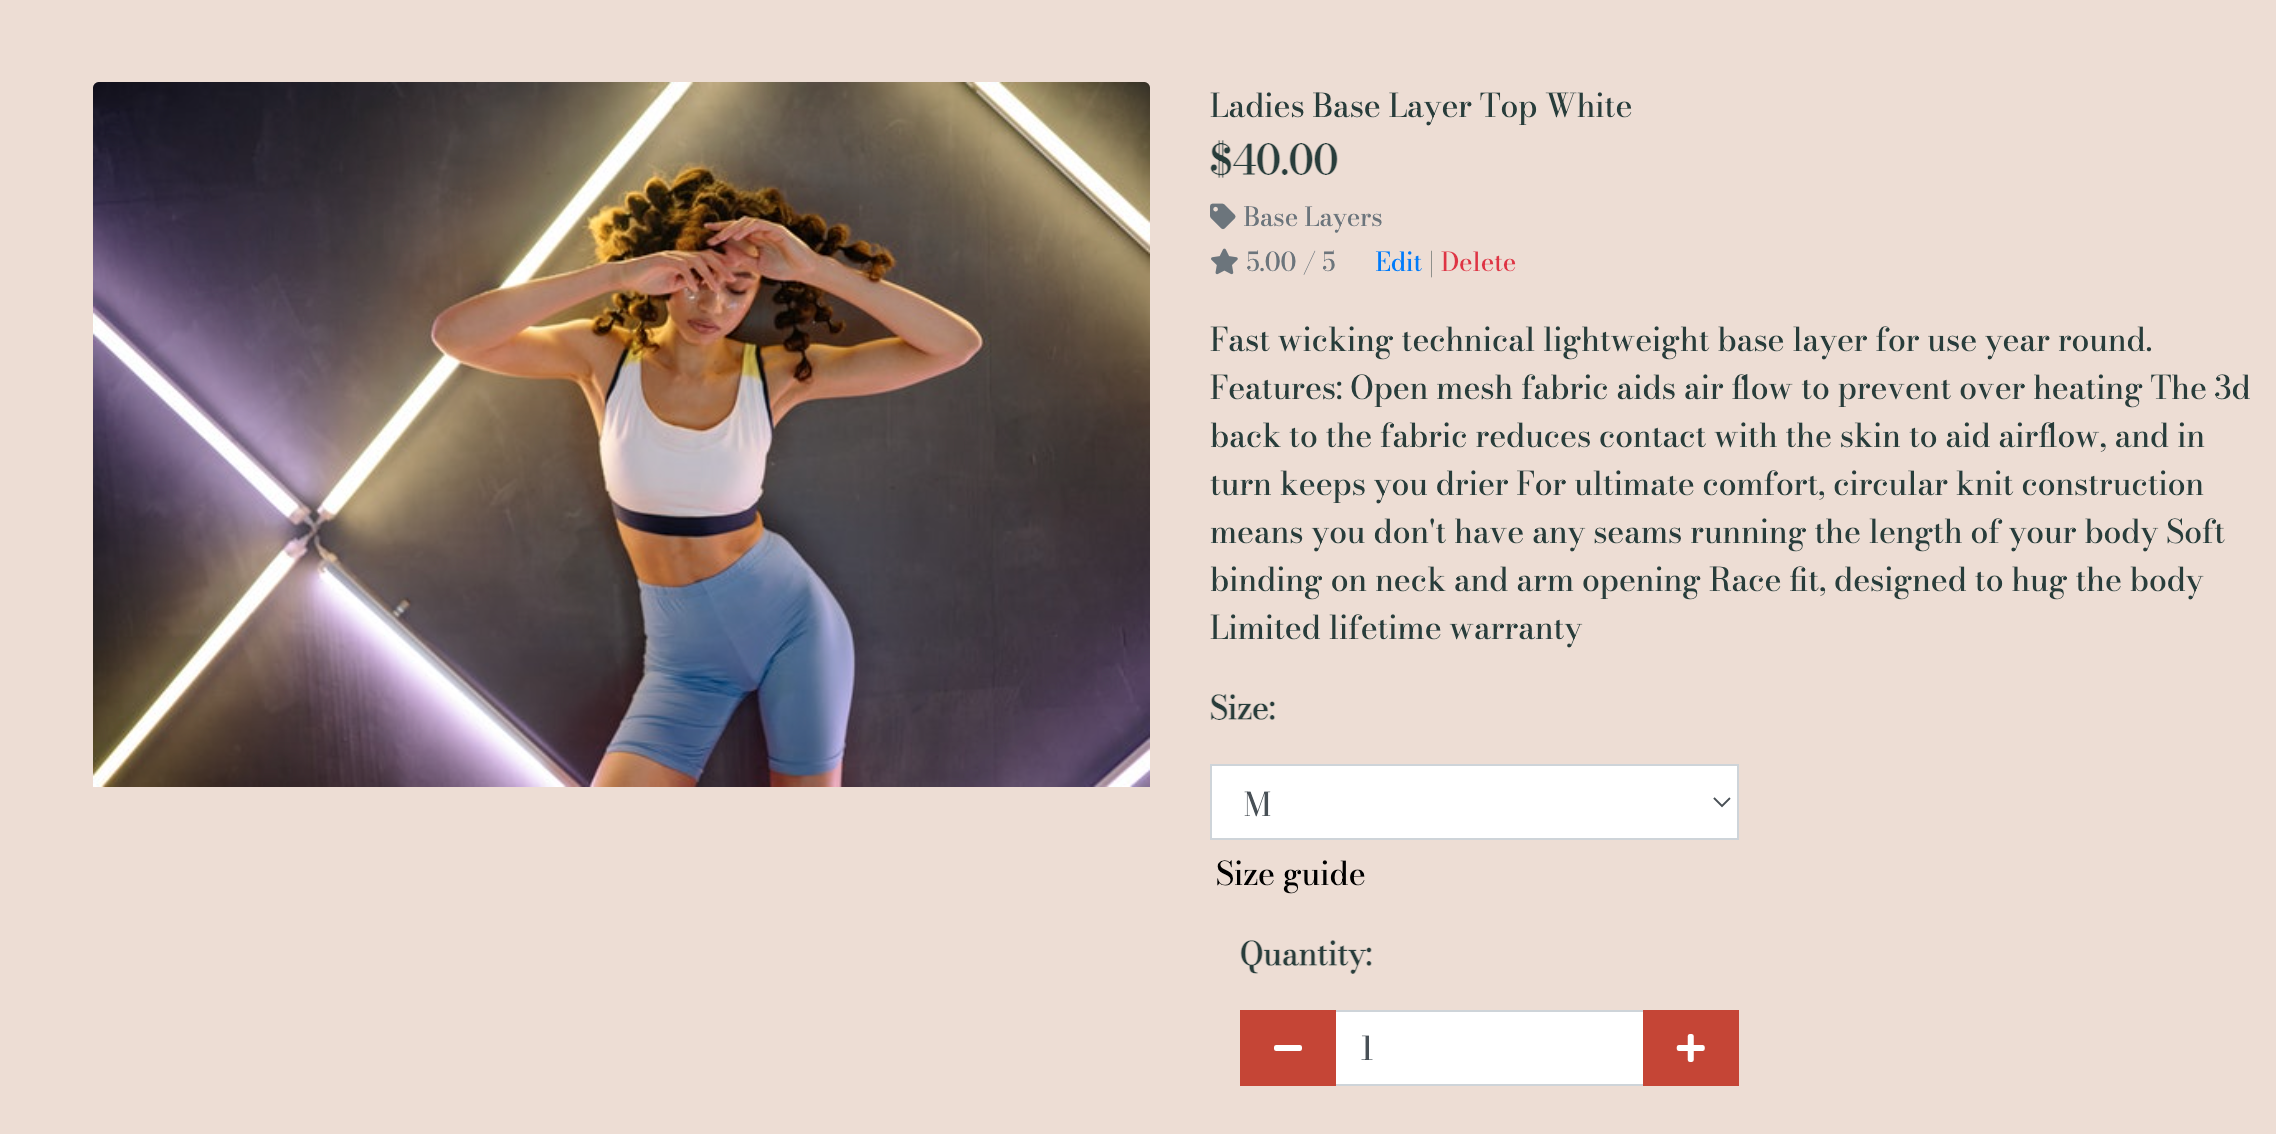 Ladies Base Layer Top White
$40.00
Base Layers
5.00 / 5 Edit | Delete
Fast wicking technical lightweight base layer for use year round.
Features: Open mesh fabric aids air flow to prevent over heating The 3d
back to the fabric reduces contact with the skin to aid airflow, and in
turn keeps you drier For ultimate comfort, circular knit construction
means you don't have any seams running the length of your body Soft
binding on neck and arm opening Race fit, designed to hug the body
Limited lifetime warranty
Size:
M
Size guide
Quantity:
1